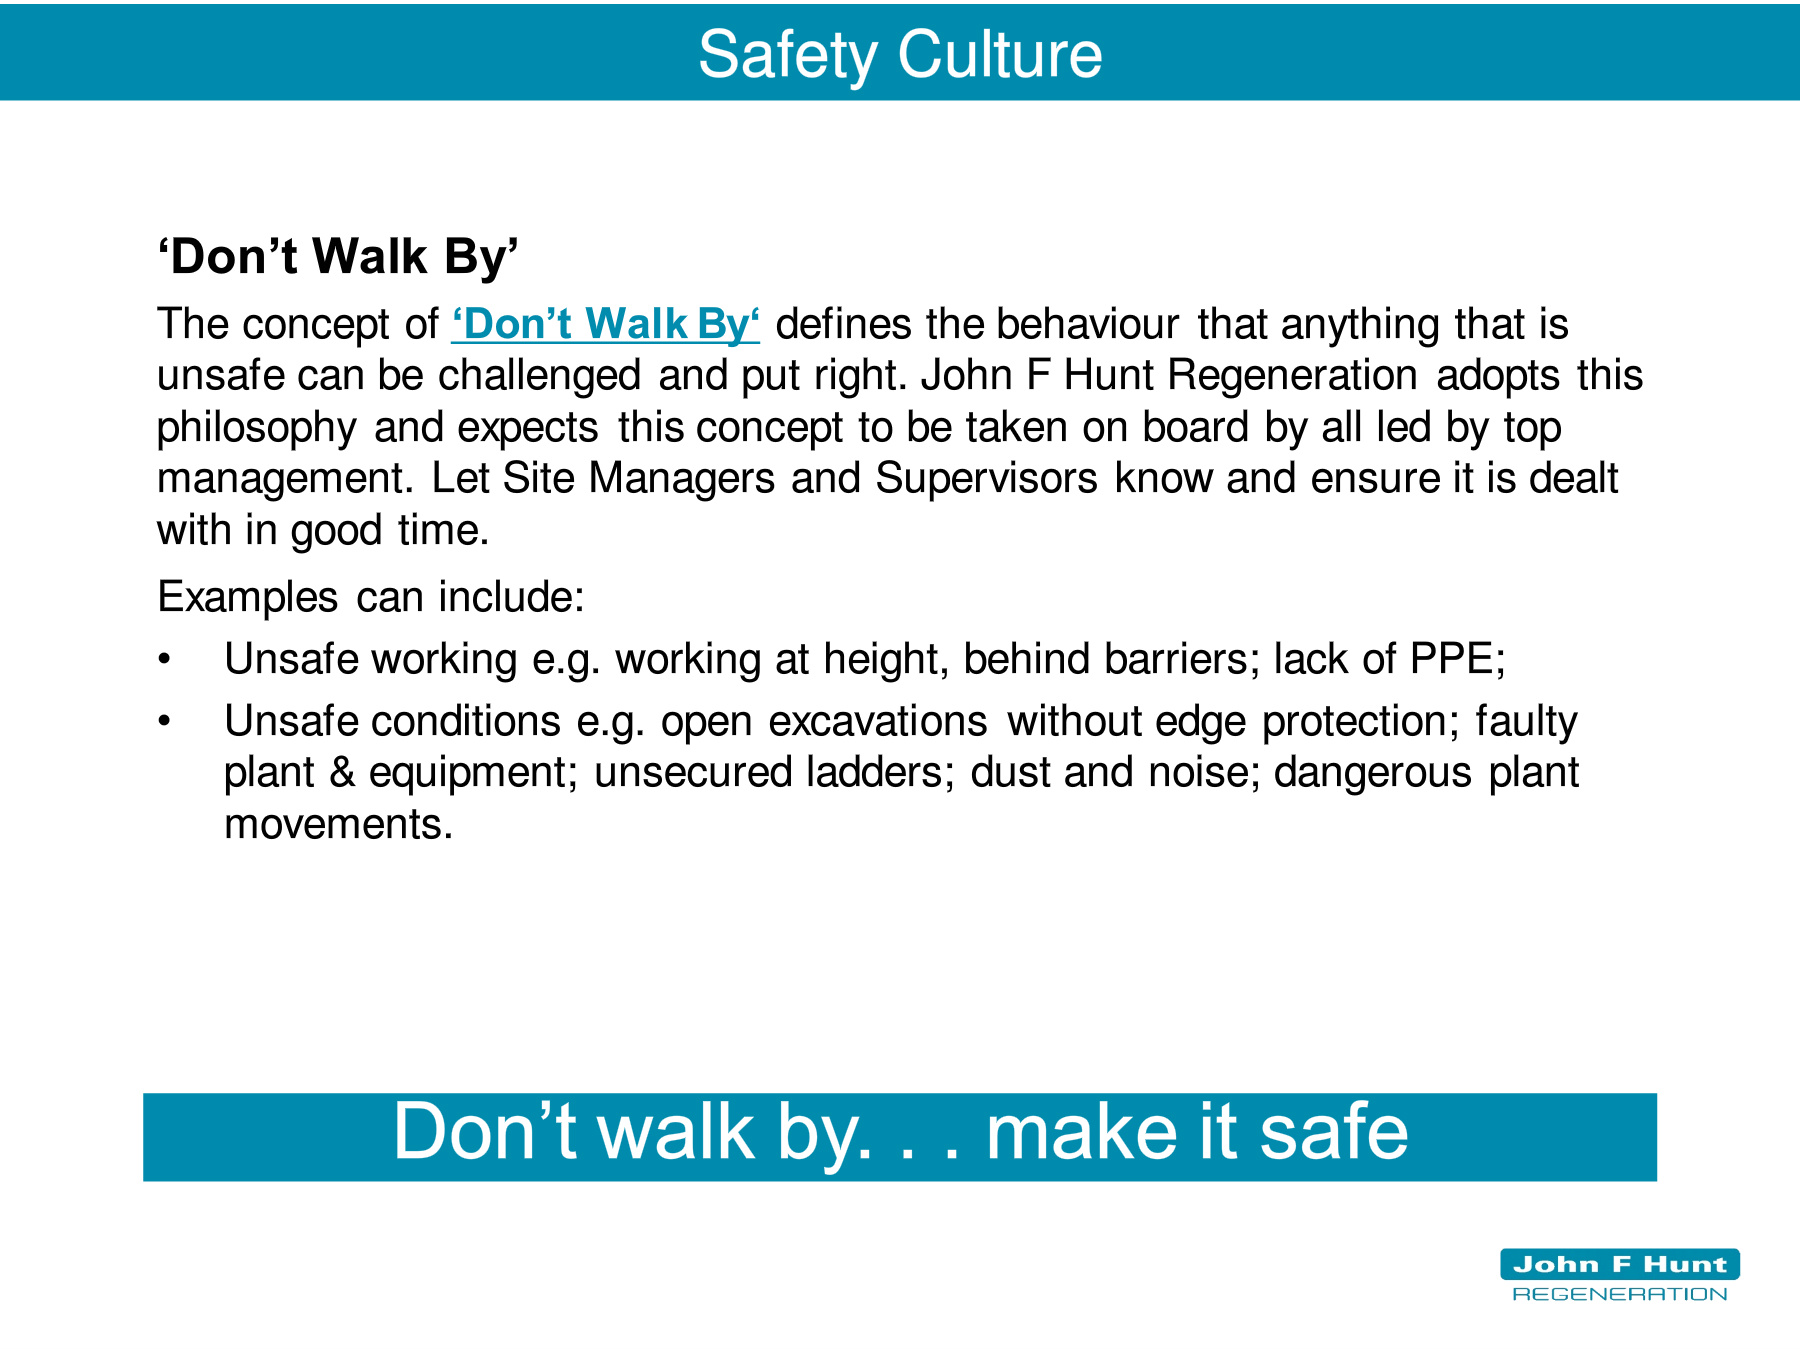 Safety Culture
‘Don’t Walk By’
The concept of ‘Don’t Walk By‘ defines the behaviour that anything that is
unsafe can be challenged and put right. John F Hunt Regeneration adopts this
philosophy and expects this concept to be taken on board by all led by top
management. Let Site Managers and Supervisors know and ensure it is dealt
with in good time.
Examples can include:
• Unsafe working e.g. working at height, behind barriers; lack of PPE;
• Unsafe conditions e.g. open excavations without edge protection; faulty
plant & equipment; unsecured ladders; dust and noise; dangerous plant
movements.
Don’t walk by. . . make it safe
John F Hunt
REGENERATION